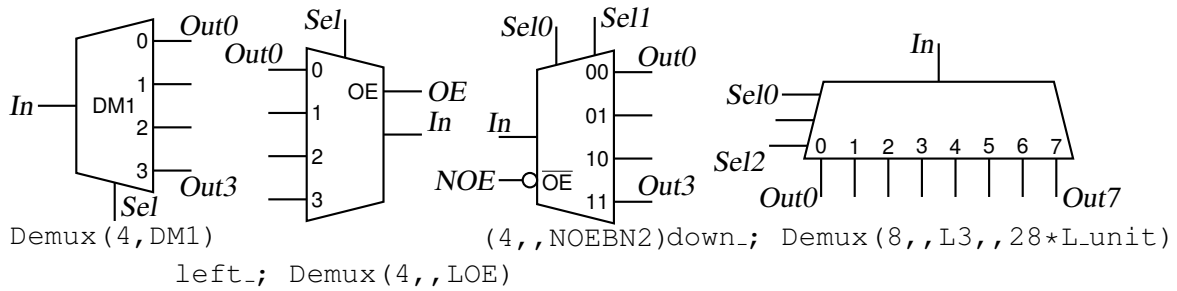 In
DM1
0
1
2
3
Out0
Out3
Sel
Demux(4,DM1)
Sel
Out0
0
1
2
3
OE
OE
In
left_; Demux(4,,LOE)
Sel0
Sel1
In
NOE
OE
00
01
10
11
Out0
Out3
(4,,NOEBN2)down_; Demux(8,,L3,,28*L_unit)
In
Sel0
Sel2
0 1 2 3 4 5 6 7
Out0
Out7